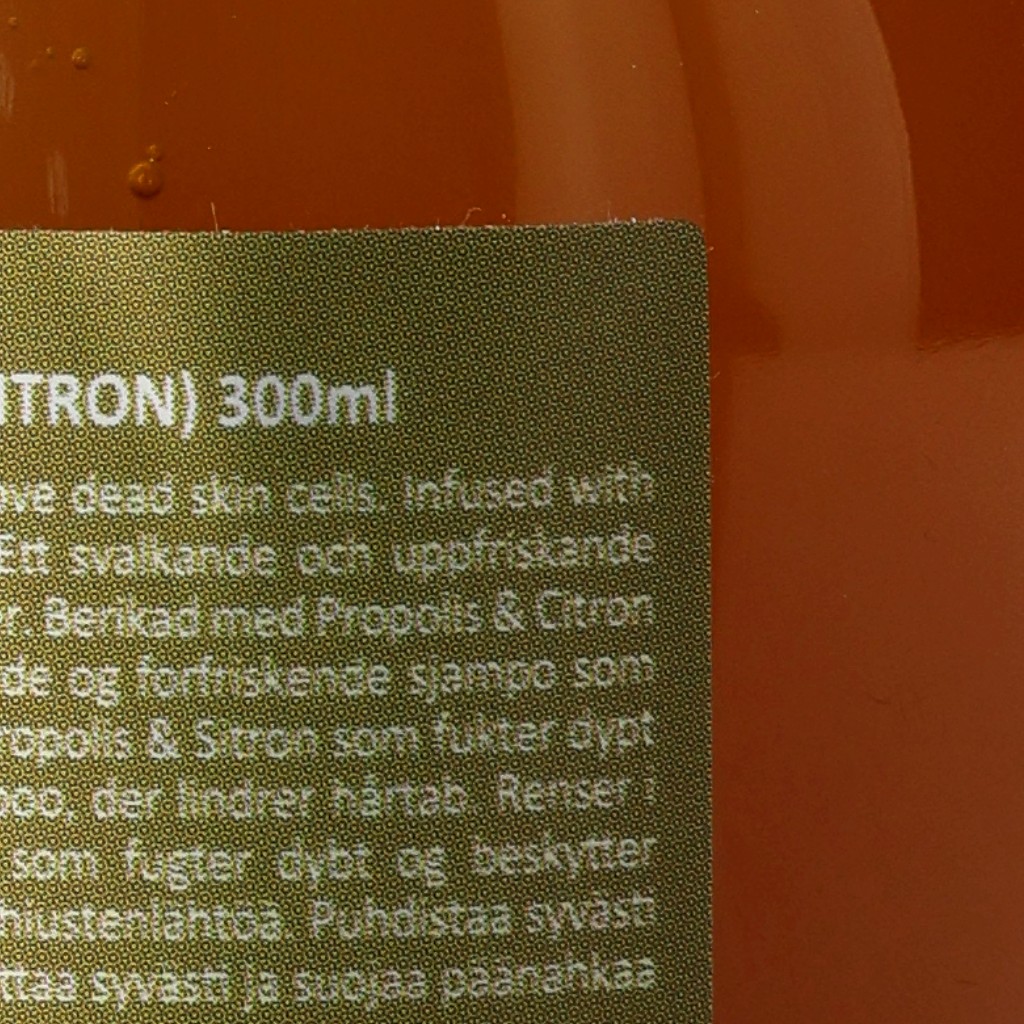 ITRON) 300ml
ve dead skin cells. Infused with
Ett svalkande och uppfriskande
r. Berikad med Propolis & Citron
de og forfriskende sjampo som
ropolis & Sitron som fukter dypt
poo, der lindrer hårtab. Renser i
som fugter dybt og beskytter
hiustenlähtöä. Puhdistaa syvästi
ttaa syvästi ja suojaa päänahkaa